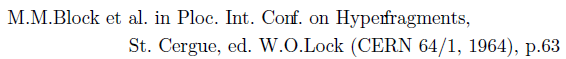 M.M.Block et al. in Ploc. Int. Conf. on Hyperfragments,
St. Cergue, ed. W.O.Lock (CERN 64/1, 1964), p.63